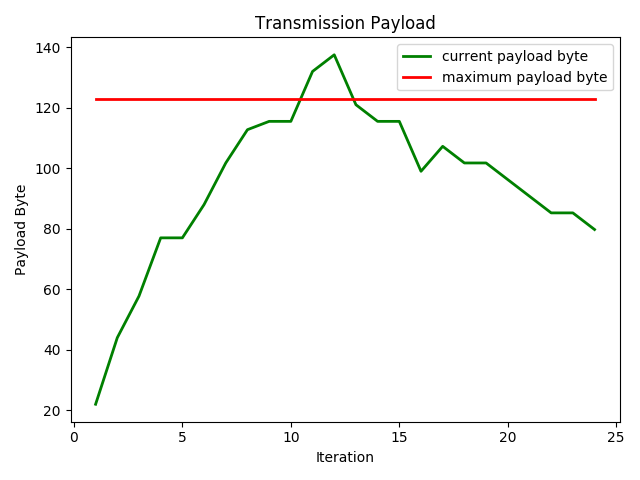 Transmission Payload
current payload byte
maximum payload byte
140
120
100
80
60
40
20
Payload Byte
0 5 10 15 20 25
Iteration